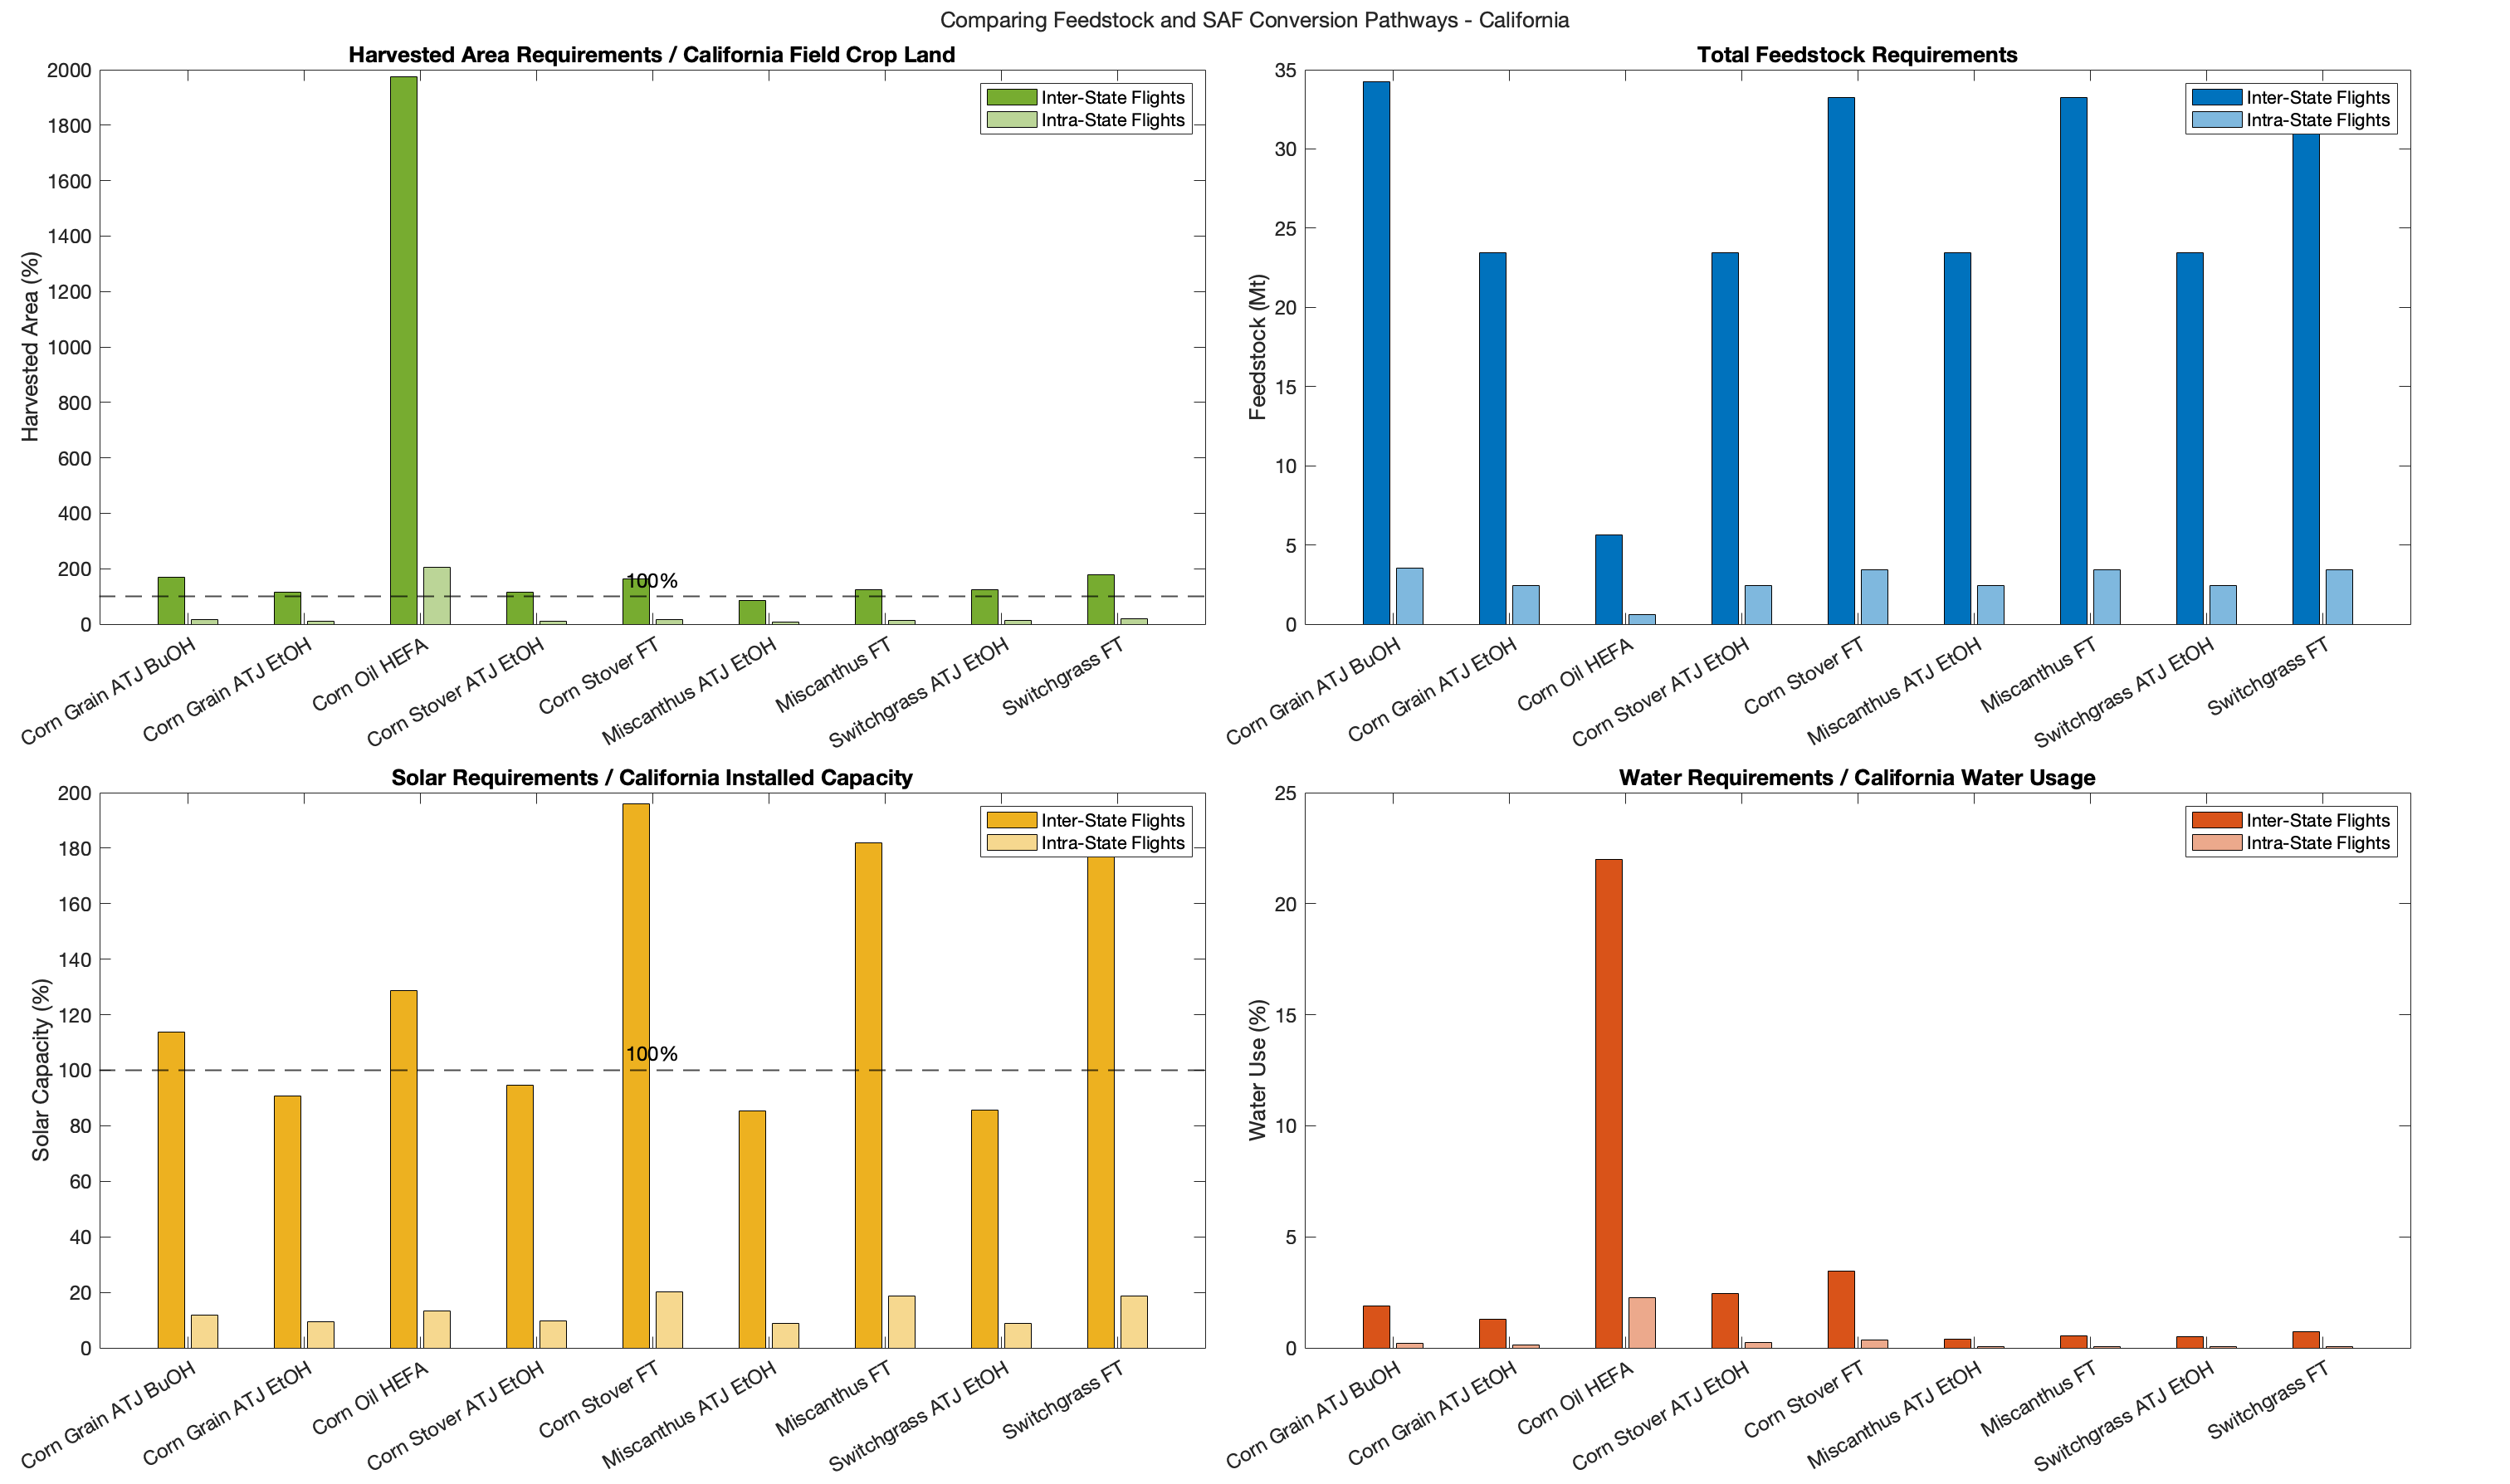 Comparing Feedstock and SAF Conversion Pathways - California
Harvested Area Requirements / California Field Crop Land
Harvested Area (%)
2000
1800
1600
1400
1200
1000
800
600
400
200
0
Inter-State Flights
Intra-State Flights
100%
Corn Grain ATJ BuOH
Corn Grain ATJ EtOH
Corn Oil HEFA
Corn Stover ATJ EtOH
Corn Stover FT
Miscanthus ATJ EtOH
Miscanthus FT
Switchgrass ATJ EtOH
Switchgrass FT
Total Feedstock Requirements
Feedstock (Mt)
35
30
25
20
15
10
5
0
Inter-State Flights
Intra-State Flights
Corn Grain ATJ BuOH
Corn Grain ATJ EtOH
Corn Oil HEFA
Corn Stover ATJ EtOH
Corn Stover FT
Miscanthus ATJ EtOH
Miscanthus FT
Switchgrass ATJ EtOH
Switchgrass FT
Solar Requirements / California Installed Capacity
Solar Capacity (%)
200
180
160
140
120
100
80
60
40
20
0
Inter-State Flights
Intra-State Flights
100%
Corn Grain ATJ BuOH
Corn Grain ATJ EtOH
Corn Oil HEFA
Corn Stover ATJ EtOH
Corn Stover FT
Miscanthus ATJ EtOH
Miscanthus FT
Switchgrass ATJ EtOH
Switchgrass FT
Water Requirements / California Water Usage
Water Use (%)
25
20
15
10
5
0
Inter-State Flights
Intra-State Flights
Corn Grain ATJ BuOH
Corn Grain ATJ EtOH
Corn Oil HEFA
Corn Stover ATJ EtOH
Corn Stover FT
Miscanthus ATJ EtOH
Miscanthus FT
Switchgrass ATJ EtOH
Switchgrass FT